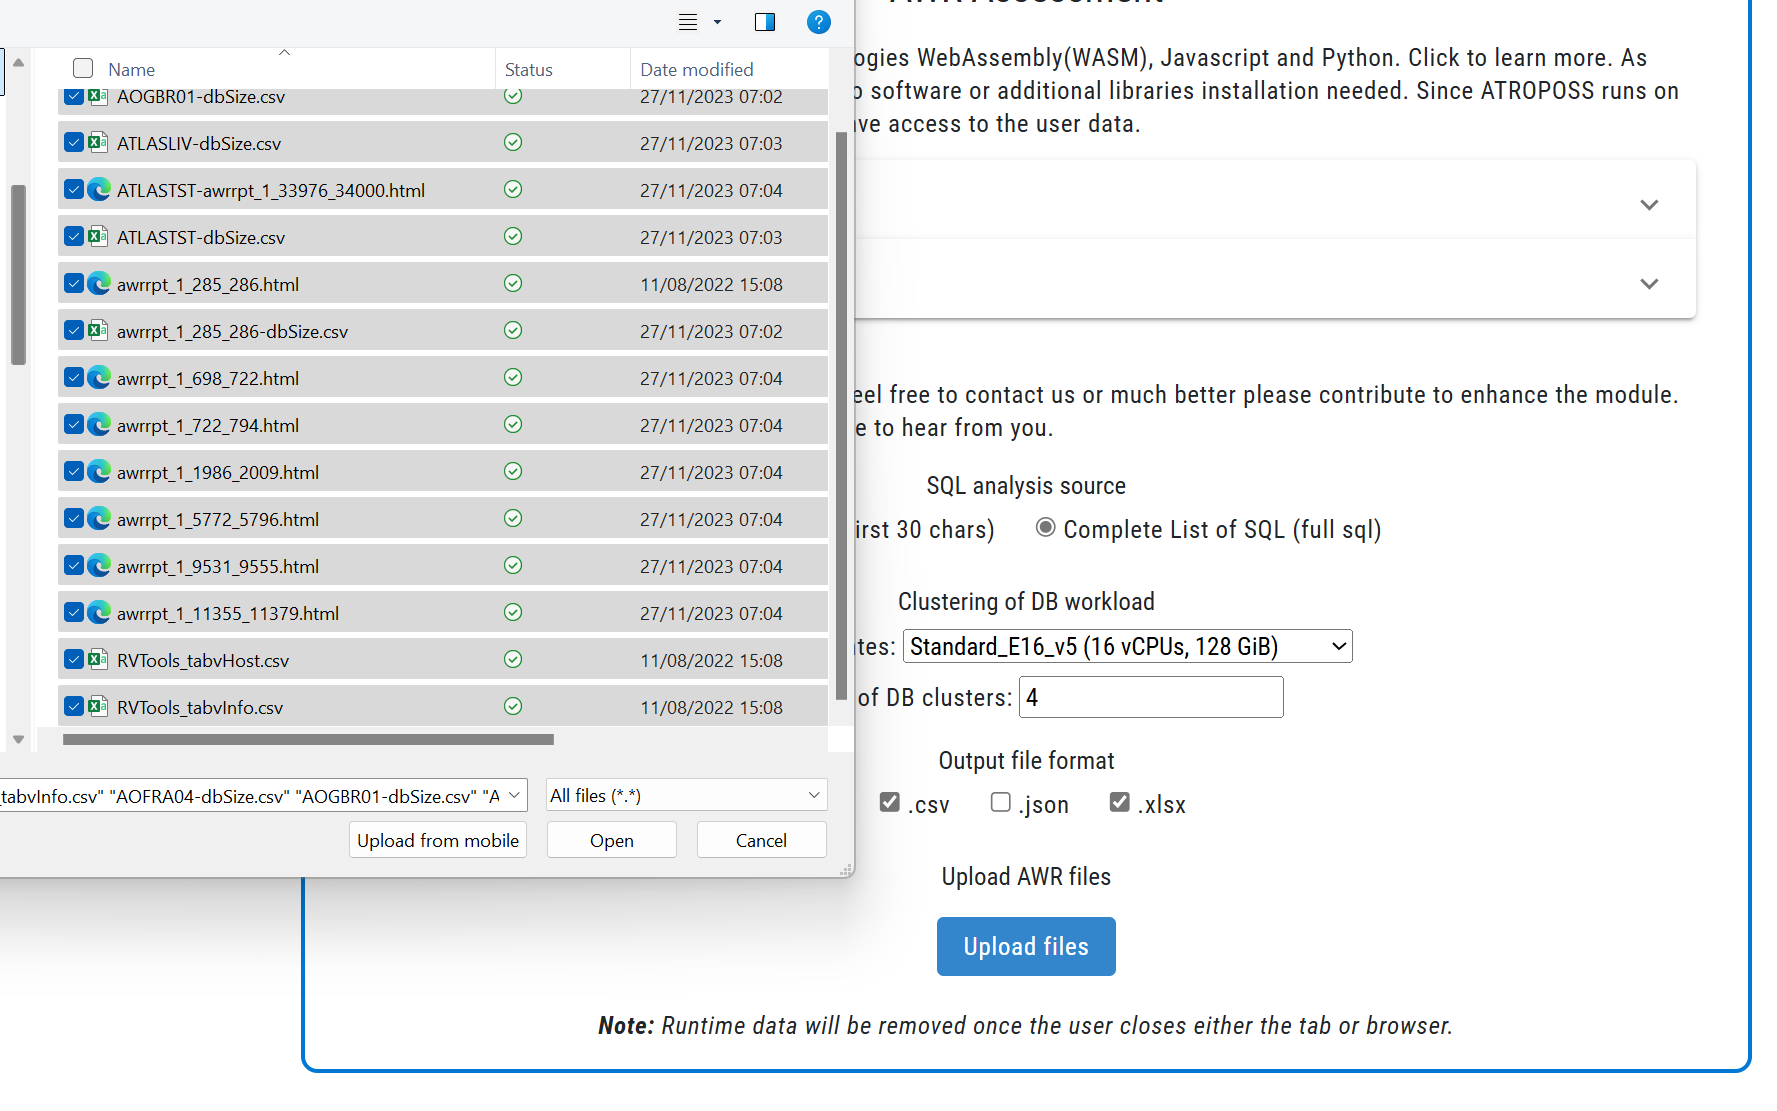 AWR Assessment
ogies WebAssembly(WASM), Javascript and Python. Click to learn more. As
software or additional libraries installation needed. Since ATROPOSS runs on
ave access to the user data.
Name Status Date modified
AOGBR01-dbSize.csv 27/11/2023 07:02
ATLASLIV-dbSize.csv 27/11/2023 07:03
ATLASTST-awrrpt_1_33976_34000.html 27/11/2023 07:04
ATLASTST-dbSize.csv 27/11/2023 07:03
awrrpt_1_285_286.html 11/08/2022 15:08
awrrpt_1_285_286-dbSize.csv 27/11/2023 07:02
awrrpt_1_698_722.html 27/11/2023 07:04
awrrpt_1_722_794.html 27/11/2023 07:04
awrrpt_1_1986_2009.html 27/11/2023 07:04
awrrpt_1_5772_5796.html 27/11/2023 07:04
awrrpt_1_9531_9555.html 27/11/2023 07:04
awrrpt_1_11355_11379.html 27/11/2023 07:04
RVTools_tabvHost.csv 11/08/2022 15:08
RVTools_tabvInfo.csv 11/08/2022 15:08
_tabvInfo.csv" "AOFRA04-dbSize.csv" "AOGBR01-dbSize.csv" "A
All files (*.*)
Upload from mobile Open Cancel
eel free to contact us or much better please contribute to enhance the module.
e to hear from you.
SQL analysis source
irst 30 chars) Complete List of SQL (full sql)
Clustering of DB workload
tes: Standard_E16_v5 (16 vCPUs, 128 GiB)
of DB clusters: 4
Output file format
.csv .json .xlsx
Upload AWR files
Upload files
Note: Runtime data will be removed once the user closes either the tab or browser.